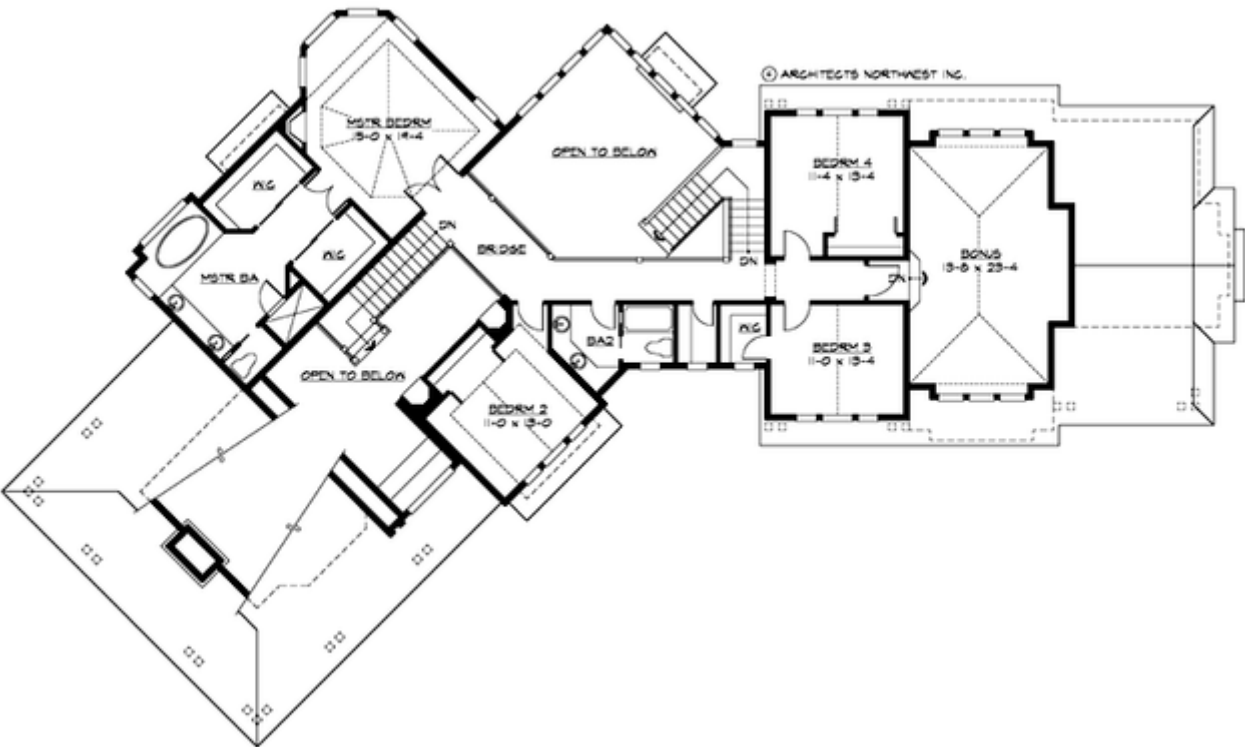 © ARCHITECTS NORTHWEST INC.
MSTR BEDRM
15-0 x 19-4
OPEN TO BELOW
BEDRM 4
11-4 x 13-4
W.I.C
DN
BRIDGE
DN
BONUS
13-8 x 23-4
DN
W.I.C
MSTR BA
BA2
W.I.C
BEDRM 3
11-0 x 13-4
OPEN TO BELOW
BEDRM 2
11-0 x 13-0